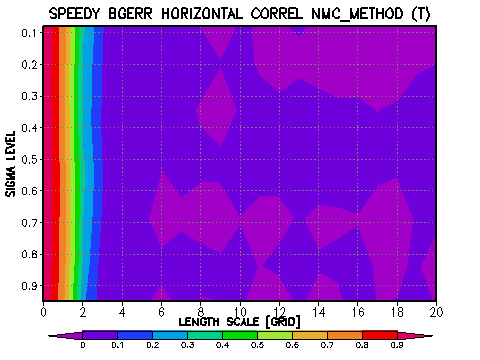 SPEEDY BGERR HORIZONTAL CORREL NMC_METHOD (T)
0.1
0.2
0.3
0.4
0.5
0.6
0.7
0.8
0.9
SIGMA LEVEL
0 2 4 6 8 10 12 14 16 18 20
LENGTH SCALE [GRID]
0 0.1 0.2 0.3 0.4 0.5 0.6 0.7 0.8 0.9